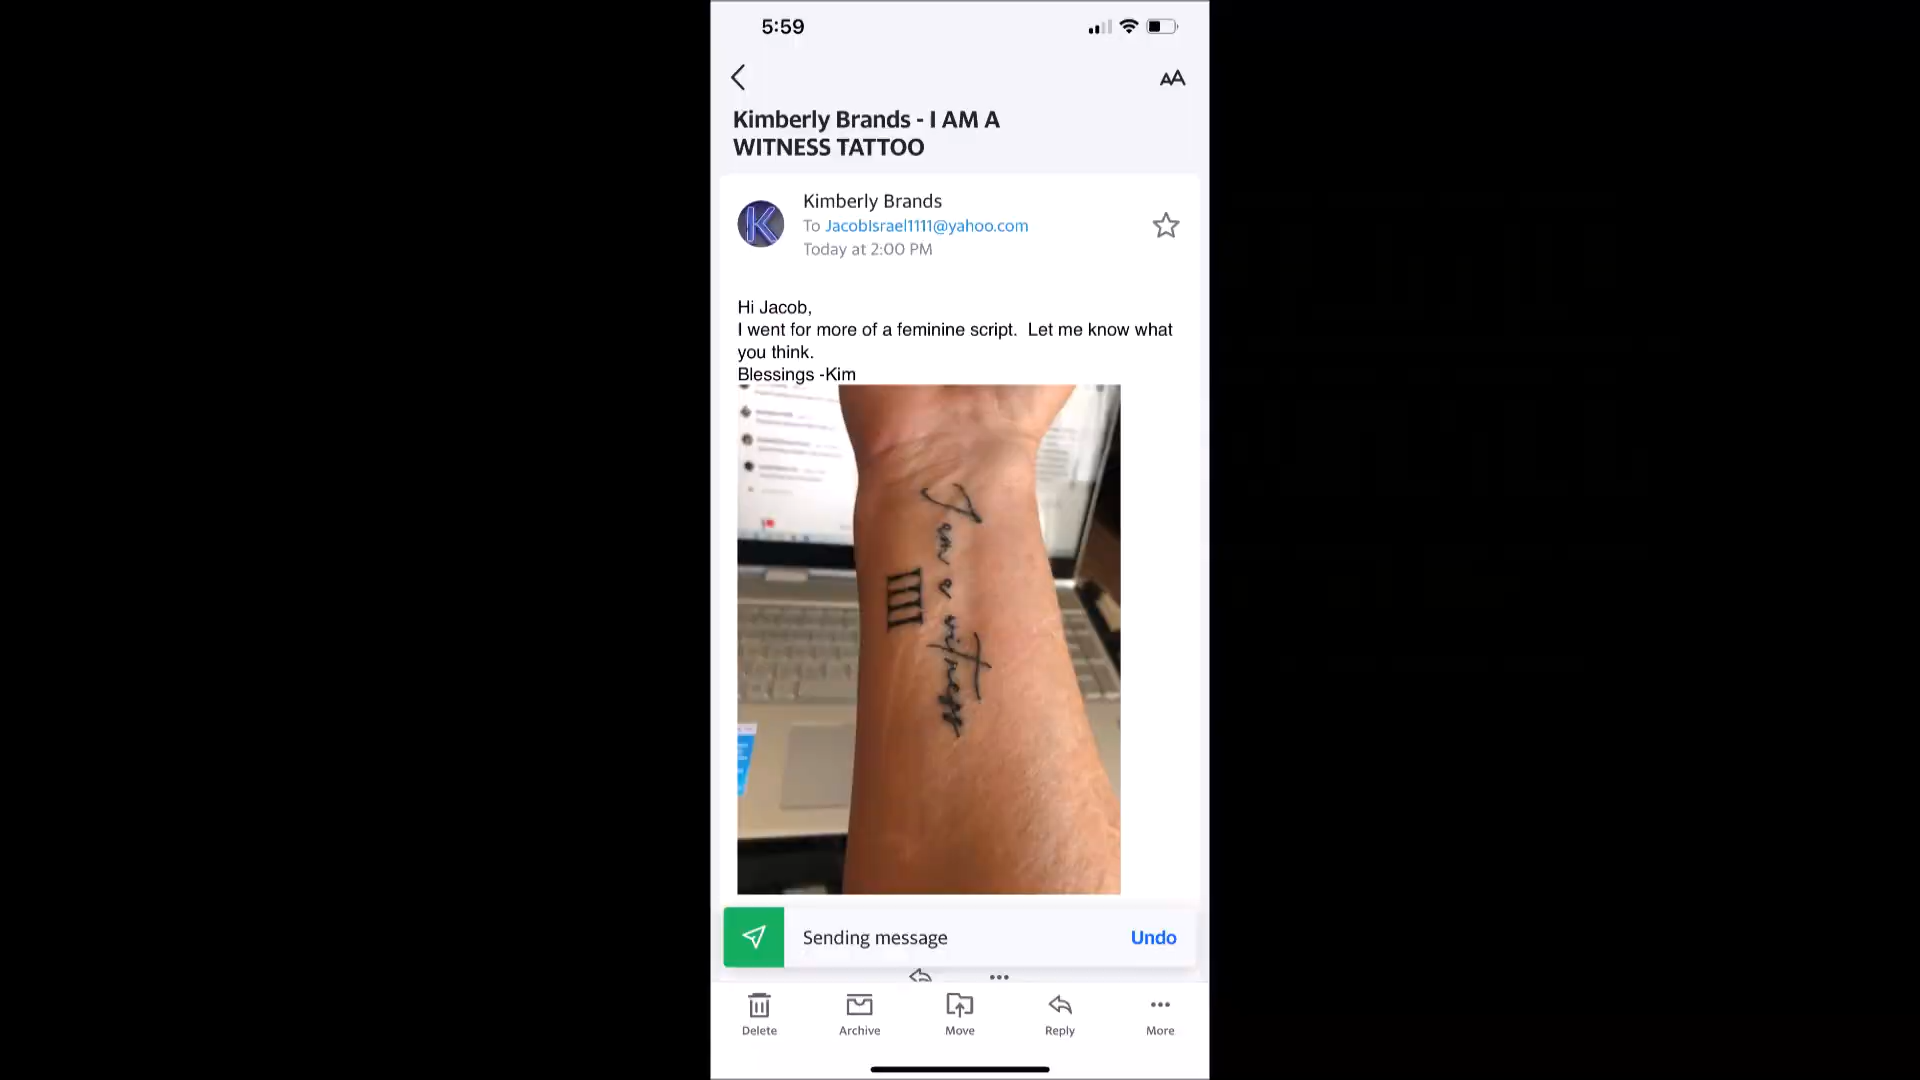 5:59
AA
Kimberly Brands - I AM A
WITNESS TATTOO
K
Kimberly Brands
To JacobIsrael1111@yahoo.com
Today at 2:00 PM
Hi Jacob,
I went for more of a feminine script. Let me know what
you think.
Blessings -Kim
I am a witness
IIII
Sending message
Undo
Delete
Archive
Move
Reply
More